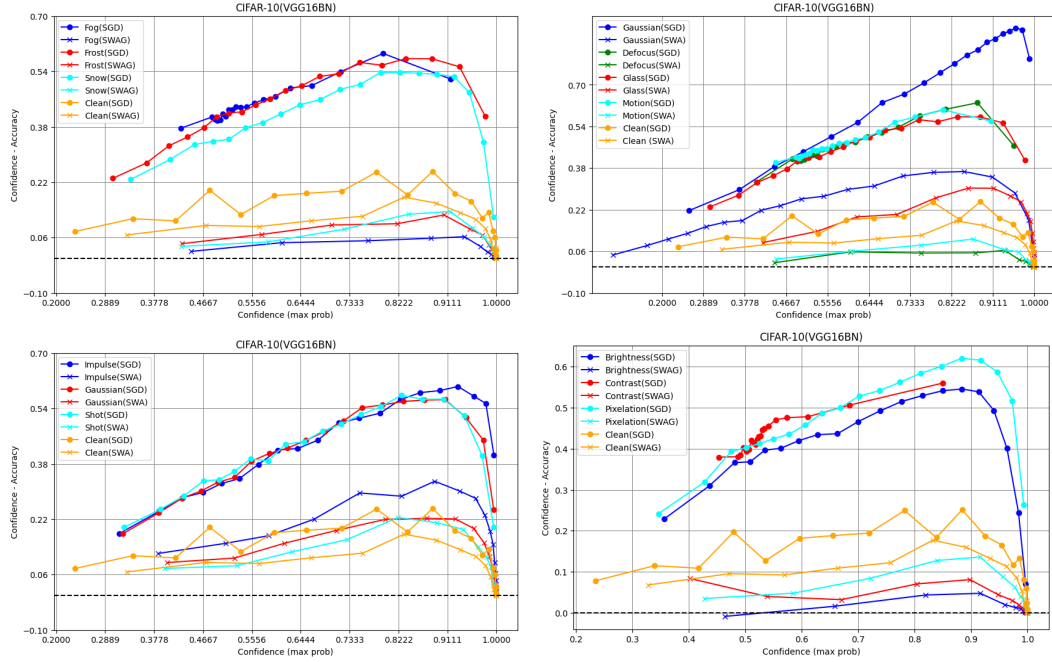 CIFAR-10(VGG16BN)
0.70
0.54
0.38
0.22
0.06
−0.10
Confidence - Accuracy
Fog(SGD)
Fog(SWAG)
Frost(SGD)
Frost(SWAG)
Snow(SGD)
Snow(SWAG)
Clean(SGD)
Clean(SWAG)
0.2000 0.2889 0.3778 0.4667 0.5556 0.6444 0.7333 0.8222 0.9111 1.0000
Confidence (max prob)
CIFAR-10(VGG16BN)
0.70
0.54
0.38
0.22
0.06
−0.10
Confidence - Accuracy
Gaussian(SGD)
Gaussian(SWA)
Defocus(SGD)
Defocus(SWA)
Glass(SGD)
Glass(SWA)
Motion(SGD)
Motion(SWA)
Clean(SGD)
Clean (SWA)
0.2000 0.2889 0.3778 0.4667 0.5556 0.6444 0.7333 0.8222 0.9111 1.0000
Confidence (max prob)
CIFAR-10(VGG16BN)
0.70
0.54
0.38
0.22
0.06
−0.10
Confidence - Accuracy
Impulse(SGD)
Impulse(SWA)
Gaussian(SGD)
Gaussian(SWA)
Shot(SGD)
Shot(SWA)
Clean(SGD)
Clean(SWA)
0.2000 0.2889 0.3778 0.4667 0.5556 0.6444 0.7333 0.8222 0.9111 1.0000
Confidence (max prob)
CIFAR-10(VGG16BN)
0.6
0.5
0.4
0.3
0.2
0.1
0.0
Confidence - Accuracy
Brightness(SGD)
Brightness(SWAG)
Contrast(SGD)
Contrast(SWAG)
Pixelation(SGD)
Pixelation(SWAG)
Clean(SGD)
Clean(SWAG)
0.2 0.3 0.4 0.5 0.6 0.7 0.8 0.9 1.0
Confidence (max prob)